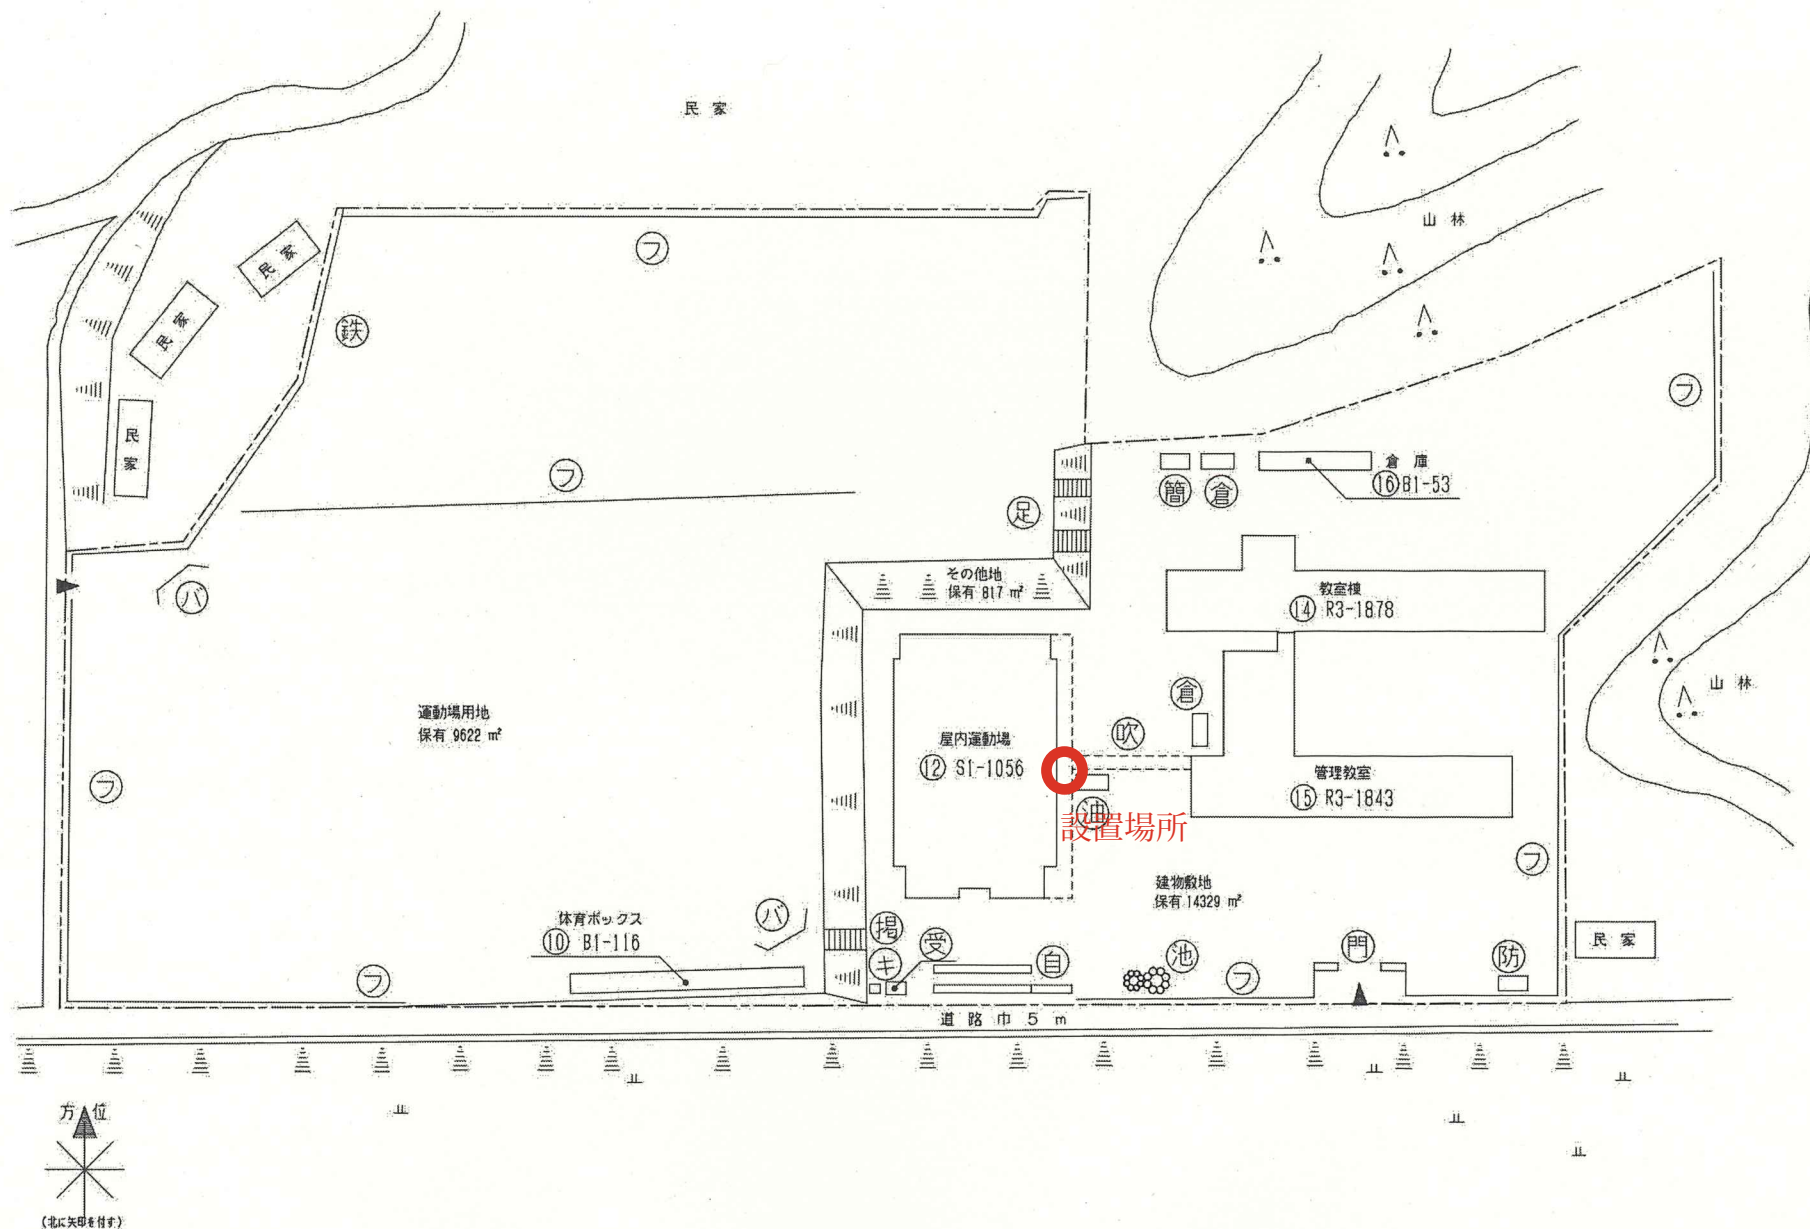 民家
山林
民家
民家
民家
フ
鉄
フ
フ
倉庫
⑯B1-53
簡
倉
足
その他地
保有 817 ㎡
教室棟
⑭ R3-1878
バ
倉
山林
運動場用地
保有 9622 ㎡
屋内運動場
⑫ S1-1056
吹
管理教室
⑮ R3-1843
フ
油
設置場所
フ
建物敷地
保有 14329 ㎡
体育ボックス
⑩ B1-116
バ
掲
受
キ
自
池
フ
門
防
民家
フ
道路巾5m
方位
(北に矢印を付す)